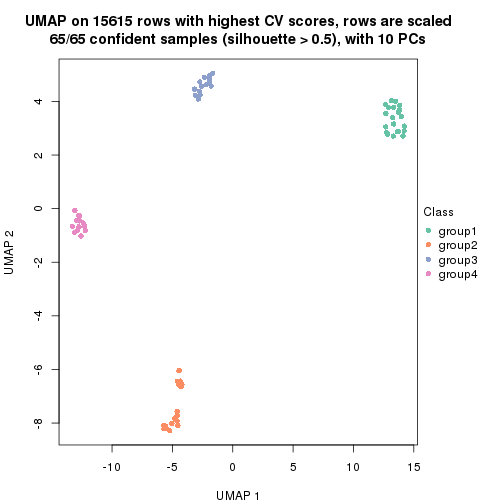 UMAP on 15615 rows with highest CV scores, rows are scaled
65/65 confident samples (silhouette > 0.5), with 10 PCs
4
2
0
-2
-4
-6
-8
UMAP 2
-10
-5
0
5
10
15
UMAP 1
Class
group1
group2
group3
group4